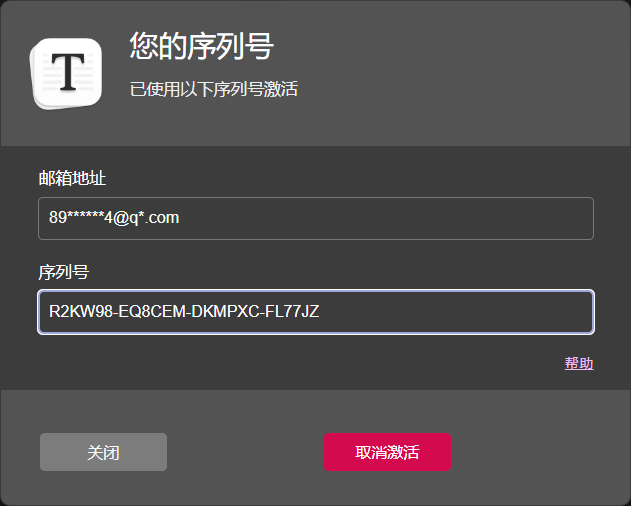 T
您的序列号
已使用以下序列号激活
邮箱地址
89******4@q*.com
序列号
R2KW98-EQ8CEM-DKMPXC-FL77JZ
帮助
关闭
取消激活